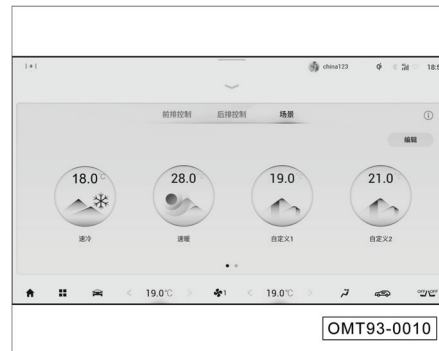 china123 18:5
前排控制 后排控制 场景
编辑
18.0℃ 28.0 19.0 21.0
速冷 速暖 自定义1 自定义2
19.0℃ 1 19.0℃ OFF OFF
OMT93-0010